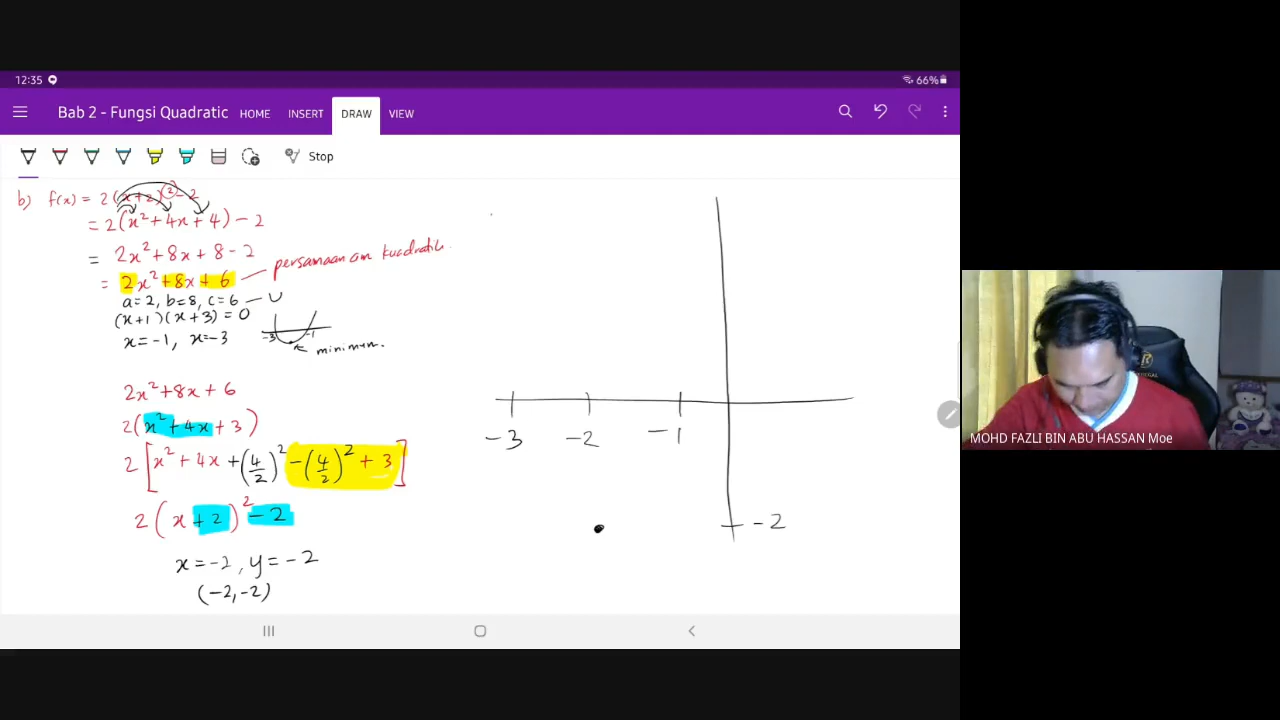 12:35 66%
Bab 2 - Fungsi Quadratic HOME INSERT DRAW VIEW
Stop
b) f(x) = 2(x+2)² - 2
= 2(x² + 4x + 4) - 2
= 2x² + 8x + 8 - 2
= 2x² + 8x + 6 — persamaan am kuadratik.
a = 2, b = 8, c = 6 — ∪
(x+1)(x+3) = 0
x = -1, x = -3
-3 -1
minimum.
2x² + 8x + 6
2(x² + 4x + 3)
2[x² + 4x + (4/2)² - (4/2)² + 3]
2(x + 2)² - 2
x = -2, y = -2
(-2, -2)
-3 -2 -1
-2
MOHD FAZLI BIN ABU HASSAN Moe